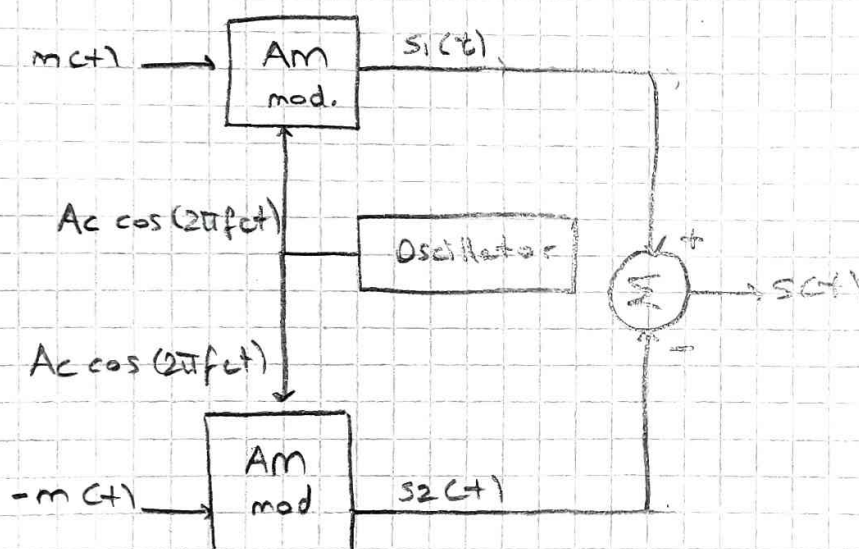 m(t)
AM
mod.
s1(t)
Ac cos(2πfct)
Oscillator
+
Σ
s(t)
-
Ac cos(2πfct)
-m(t)
AM
mod
s2(t)